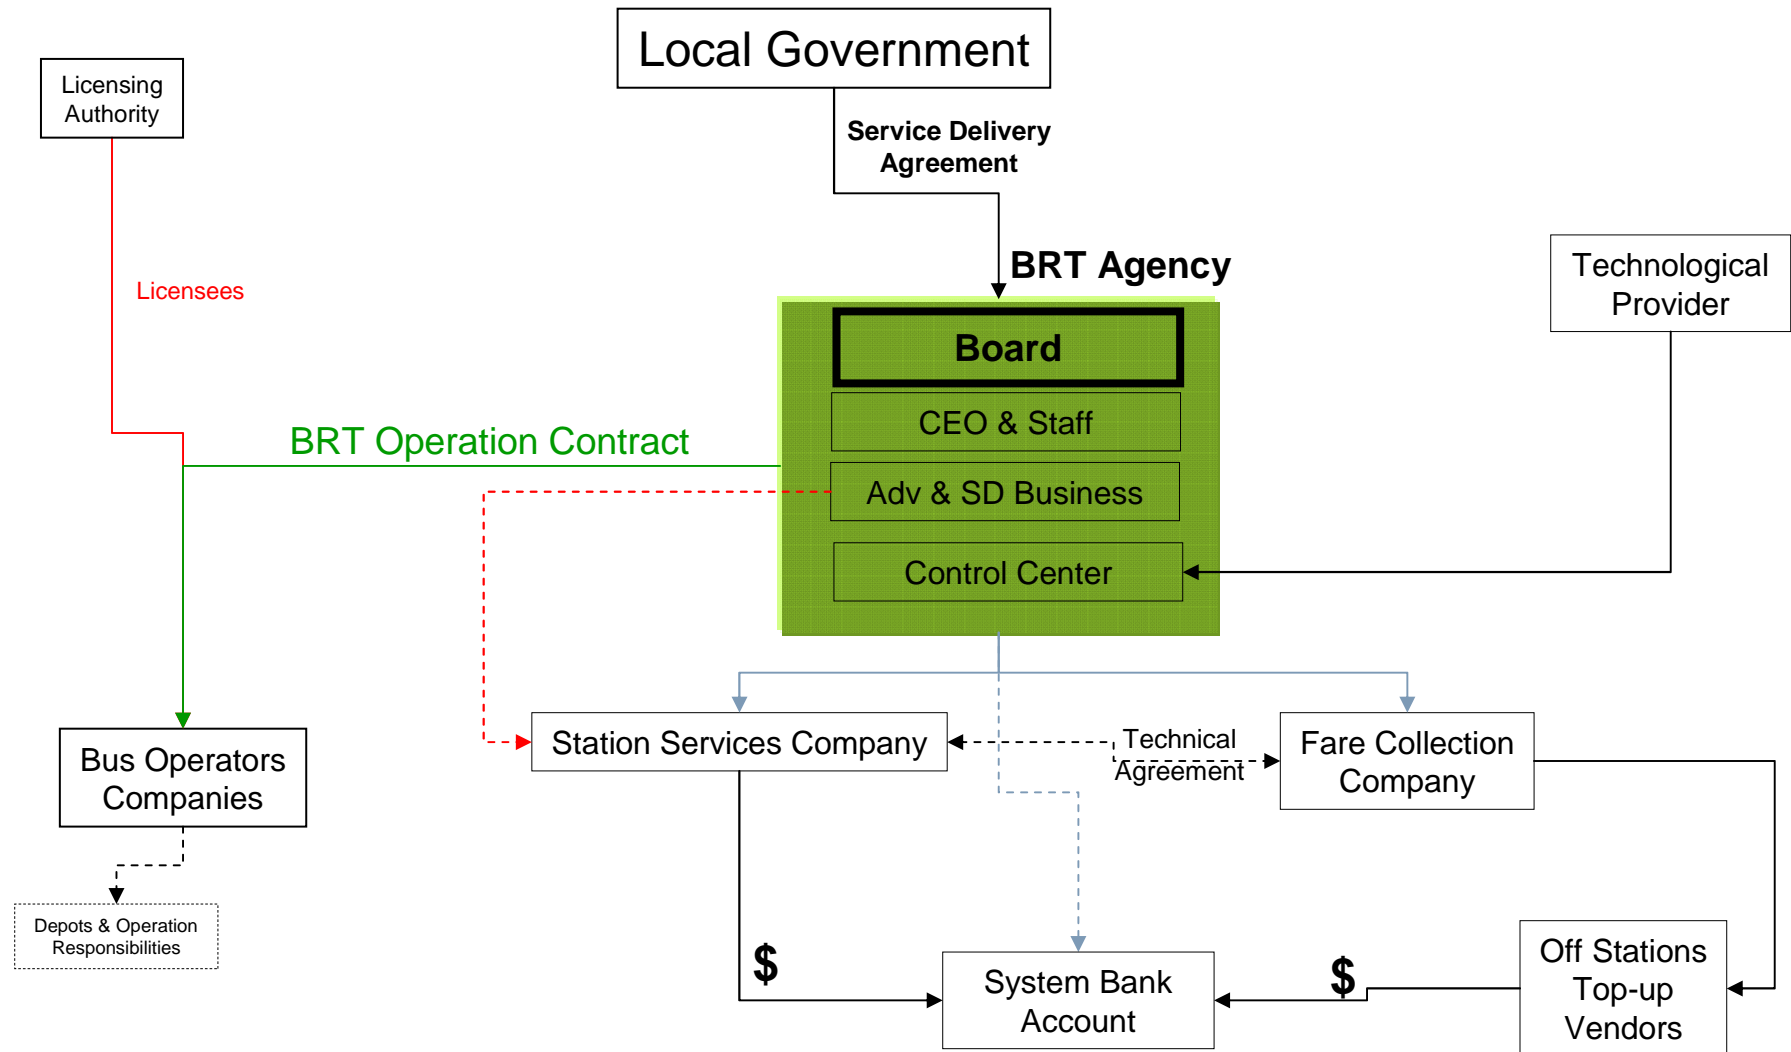 Local Government
Licensing
Authority
Service Delivery
Agreement
BRT Agency
Technological
Provider
Licensees
Board
CEO & Staff
BRT Operation Contract
Adv & SD Business
Control Center
Station Services Company
Technical
Agreement
Fare Collection
Company
Bus Operators
Companies
Depots & Operation
Responsibilities
$
System Bank
Account
$
Off Stations
Top-up
Vendors